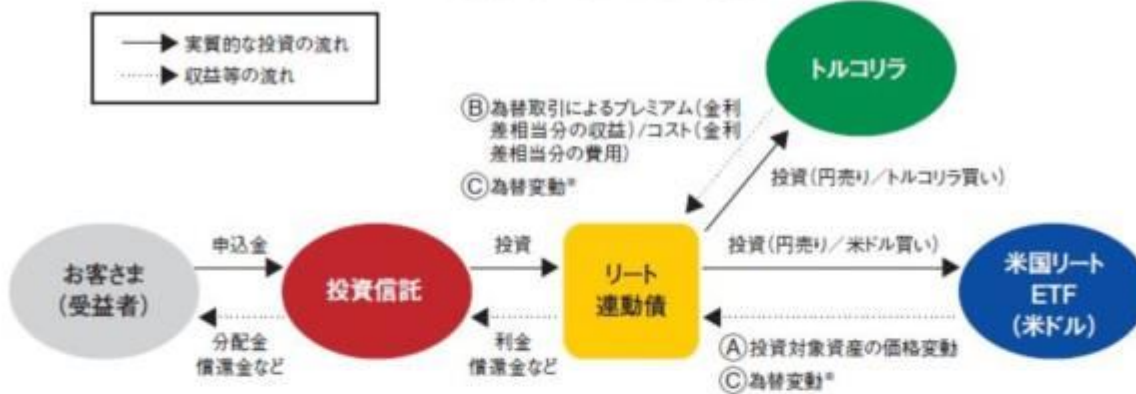 実質的な投資の流れ
収益等の流れ
トルコリラ
Ⓑ為替取引によるプレミアム(金利
差相当分の収益)/コスト(金利
差相当分の費用)
Ⓒ為替変動※
投資(円売り/トルコリラ買い)
お客さま
(受益者)
申込金
分配金
償還金など
投資信託
投資
利金
償還金など
リート
連動債
投資(円売り/米ドル買い)
Ⓐ投資対象資産の価格変動
Ⓒ為替変動※
米国リート
ETF
(米ドル)